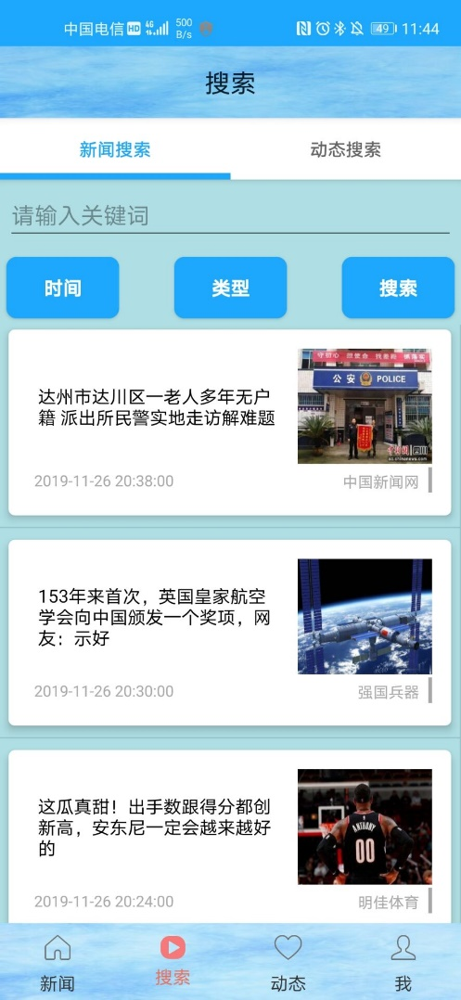 中国电信 HD 4G 500 B/s 49 11:44
搜索
新闻搜索 动态搜索
请输入关键词
时间 类型 搜索
守初心 担使命 找差距 抓落实
公安 POLICE
达州市达川区一老人多年无户
籍 派出所民警实地走访解难题
2019-11-26 20:38:00 中国新闻网
153年来首次，英国皇家航空
学会向中国颁发一个奖项，网
友：示好
2019-11-26 20:30:00 强国兵器
这瓜真甜！出手数跟得分都创
新高，安东尼一定会越来越好
的
ANTHONY
00
2019-11-26 20:24:00 明佳体育
新闻 搜索 动态 我